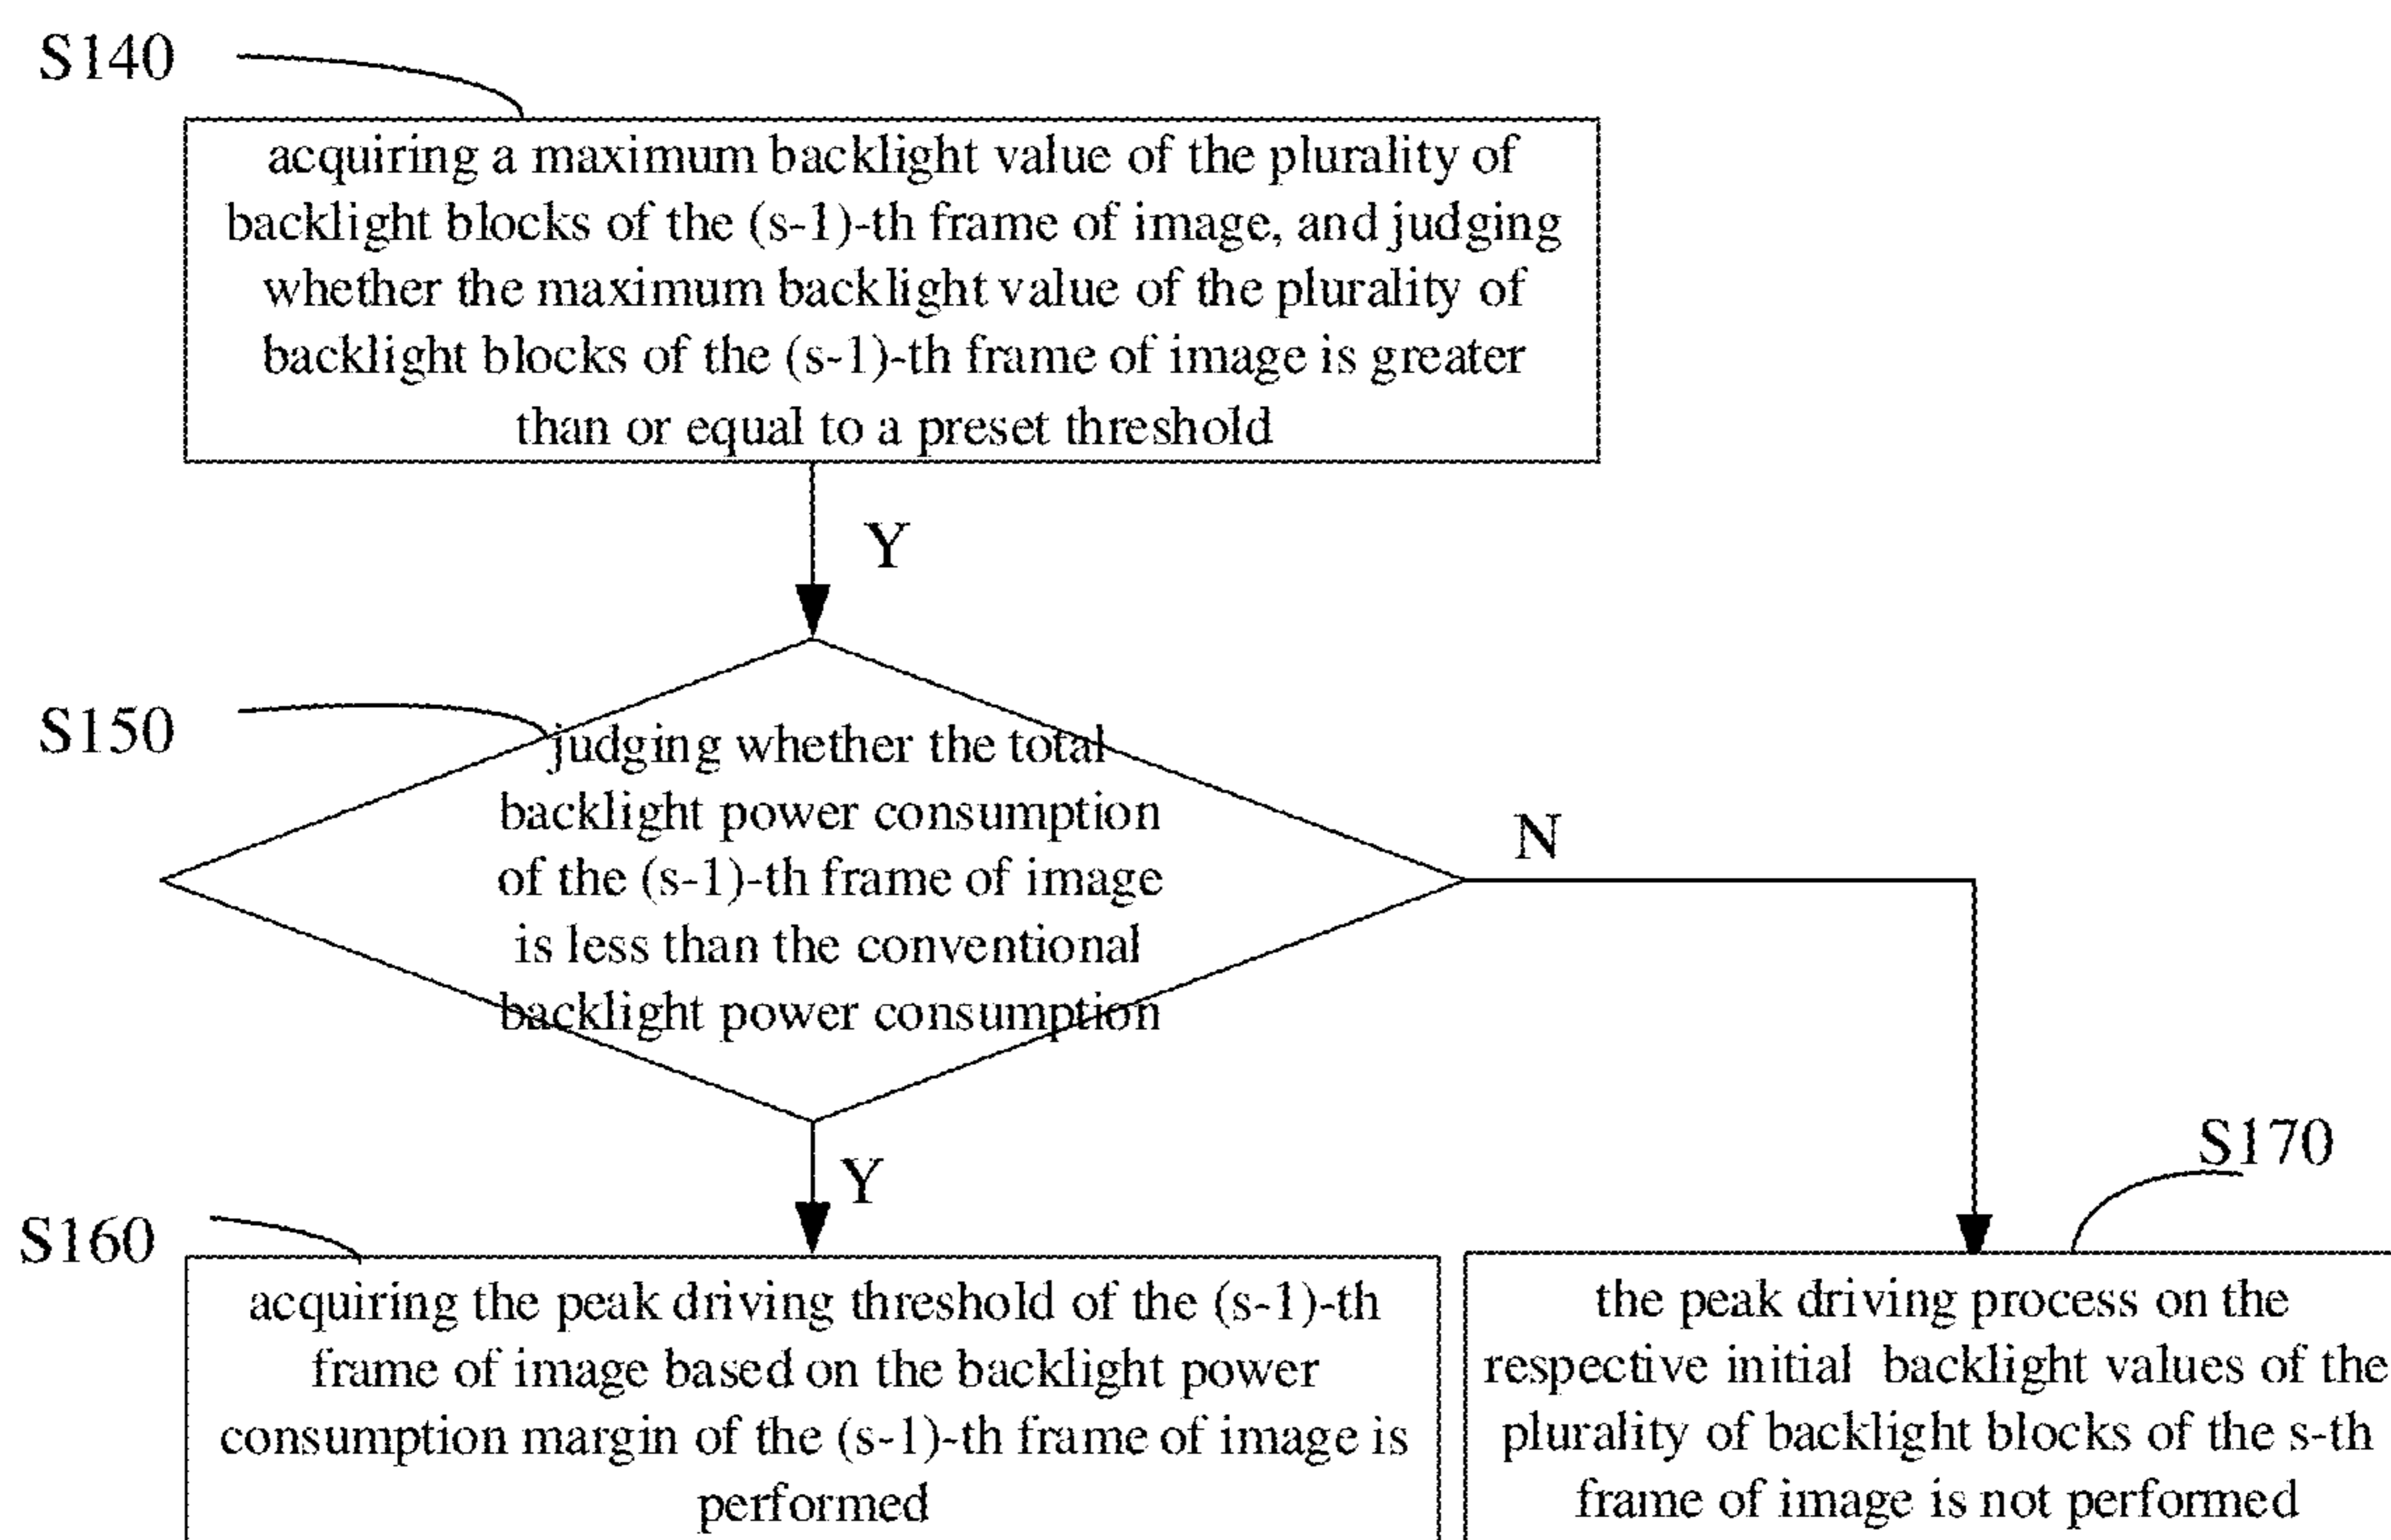 S140
acquiring a maximum backlight value of the plurality of
backlight blocks of the (s-1)-th frame of image, and judging
whether the maximum backlight value of the plurality of
backlight blocks of the (s-1)-th frame of image is greater
than or equal to a preset threshold
Y
S150
judging whether the total
backlight power consumption
of the (s-1)-th frame of image
is less than the conventional
backlight power consumption
N
Y
S160
acquiring the peak driving threshold of the (s-1)-th
frame of image based on the backlight power
consumption margin of the (s-1)-th frame of image is
performed
S170
the peak driving process on the
respective initial backlight values of the
plurality of backlight blocks of the s-th
frame of image is not performed